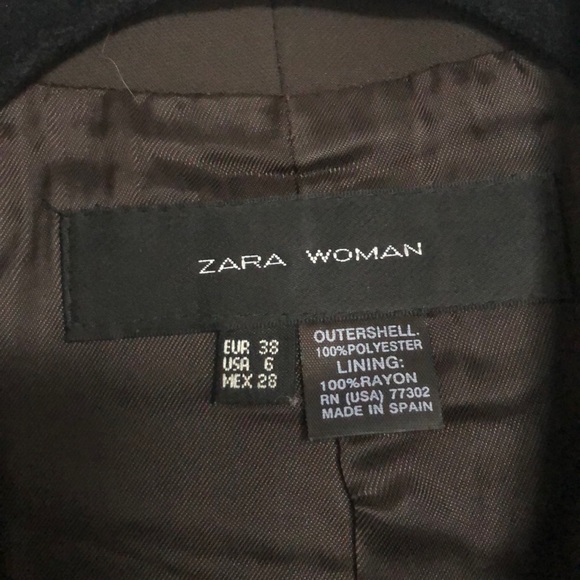 ZARA WOMAN
EUR 38
USA 6
MEX 28
OUTERSHELL.
100%POLYESTER
LINING:
100%RAYON
RN (USA) 77302
MADE IN SPAIN